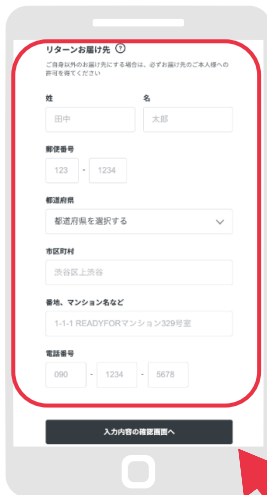 リターンお届け先 ?
ご自身以外のお届け先にする場合は、必ずお届け先のご本人様への
許可を得てください
姓 名
田中 太郎
郵便番号
123 - 1234
都道府県
都道府県を選択する
市区町村
渋谷区上渋谷
番地、マンション名など
1-1-1 READYFORマンション329号室
電話番号
090 - 1234 - 5678
入力内容の確認画面へ